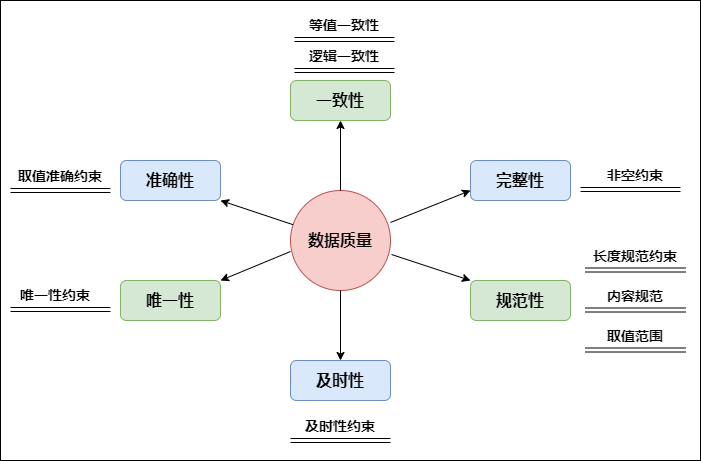 等值一致性
逻辑一致性
一致性
取值准确约束
准确性
完整性
非空约束
数据质量
长度规范约束
唯一性约束
唯一性
规范性
内容规范
取值范围
及时性
及时性约束